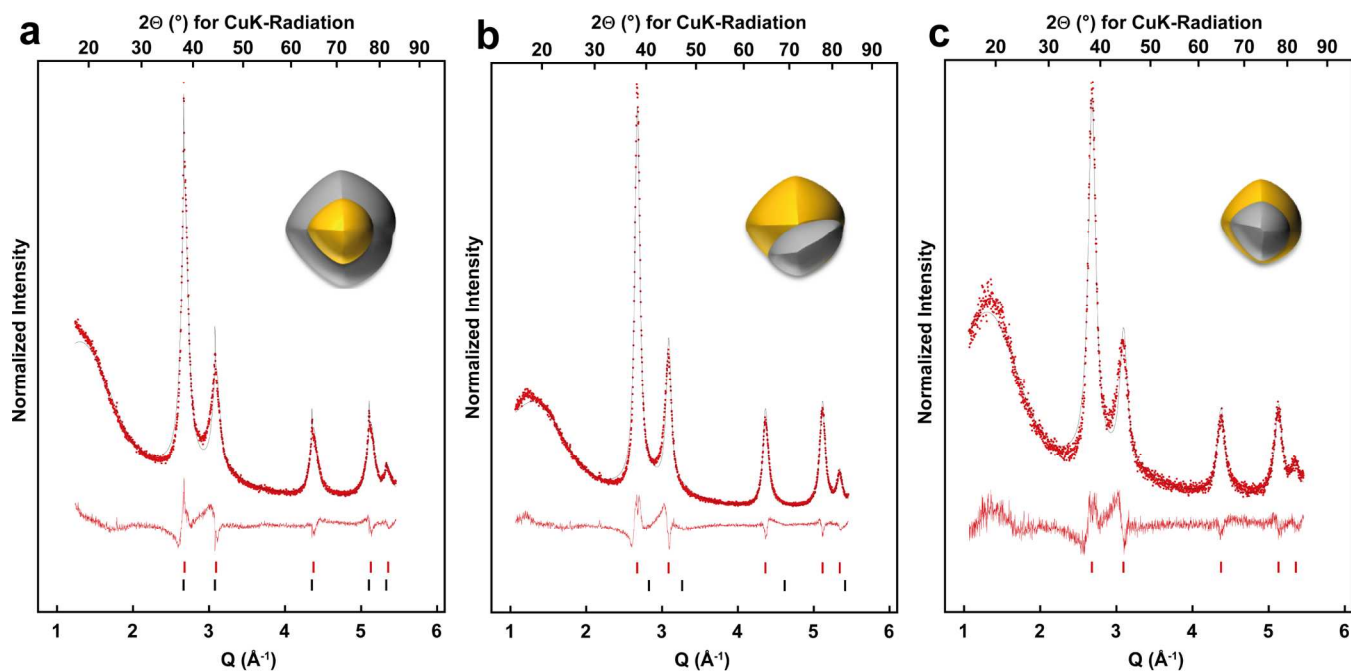 a
2Θ (°) for CuK-Radiation
20 30 40 50 60 70 80 90
Normalized Intensity
1 2 3 4 5 6
Q (Å⁻¹)
b
2Θ (°) for CuK-Radiation
20 30 40 50 60 70 80 90
Normalized Intensity
1 2 3 4 5 6
Q (Å⁻¹)
c
2Θ (°) for CuK-Radiation
20 30 40 50 60 70 80 90
Normalized Intensity
1 2 3 4 5 6
Q (Å⁻¹)